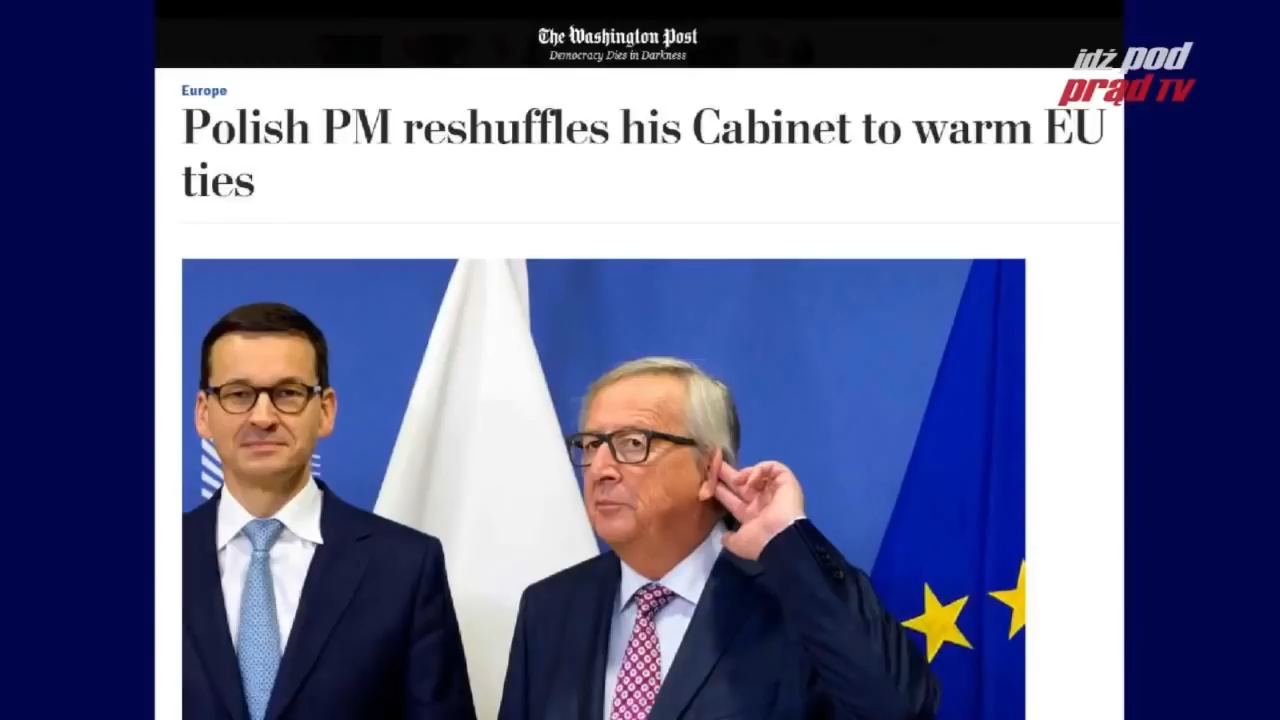 The Washington Post
Democracy Dies in Darkness
idź pod
prąd TV
Europe
Polish PM reshuffles his Cabinet to warm EU
ties